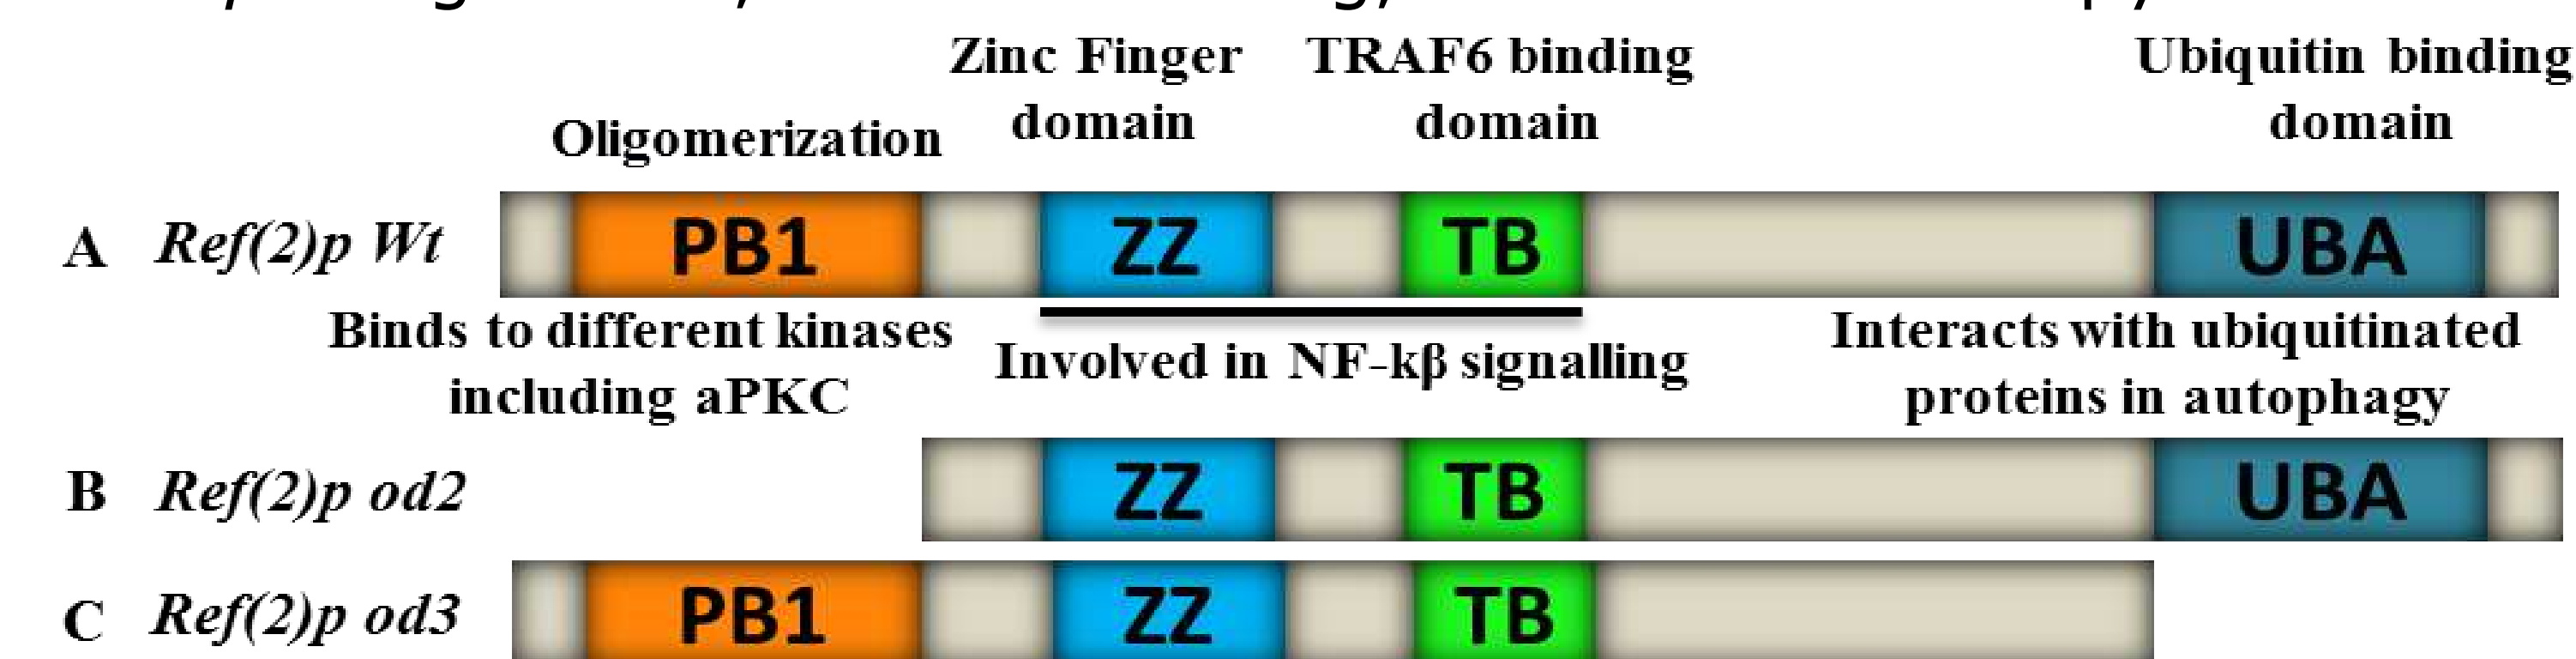 Zinc Finger domain
TRAF6 binding domain
Ubiquitin binding domain
Oligomerization
A Ref(2)p Wt PB1 ZZ TB UBA
Binds to different kinases including aPKC
Involved in NF-kβ signalling
Interacts with ubiquitinated proteins in autophagy
B Ref(2)p od2 ZZ TB UBA
C Ref(2)p od3 PB1 ZZ TB